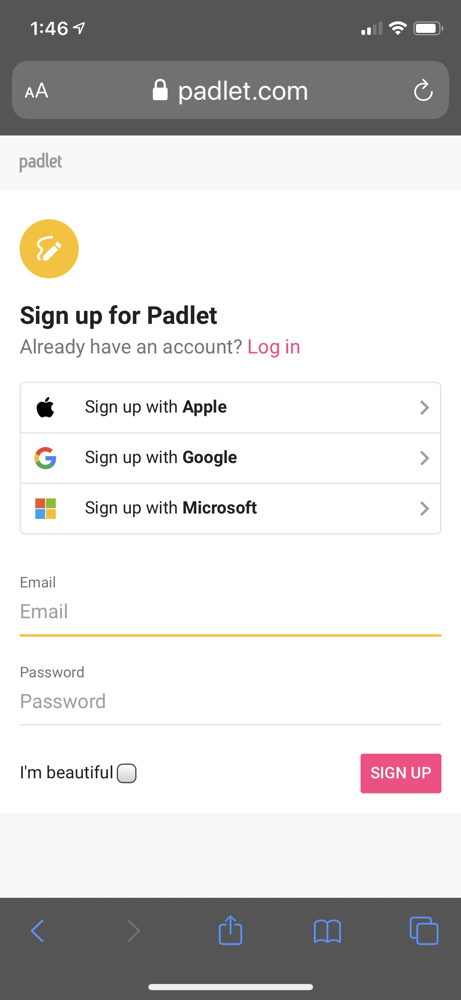 1:46
AA padlet.com
padlet
Sign up for Padlet
Already have an account? Log in
Sign up with Apple
Sign up with Google
Sign up with Microsoft
Email
Email
Password
Password
I'm beautiful
SIGN UP